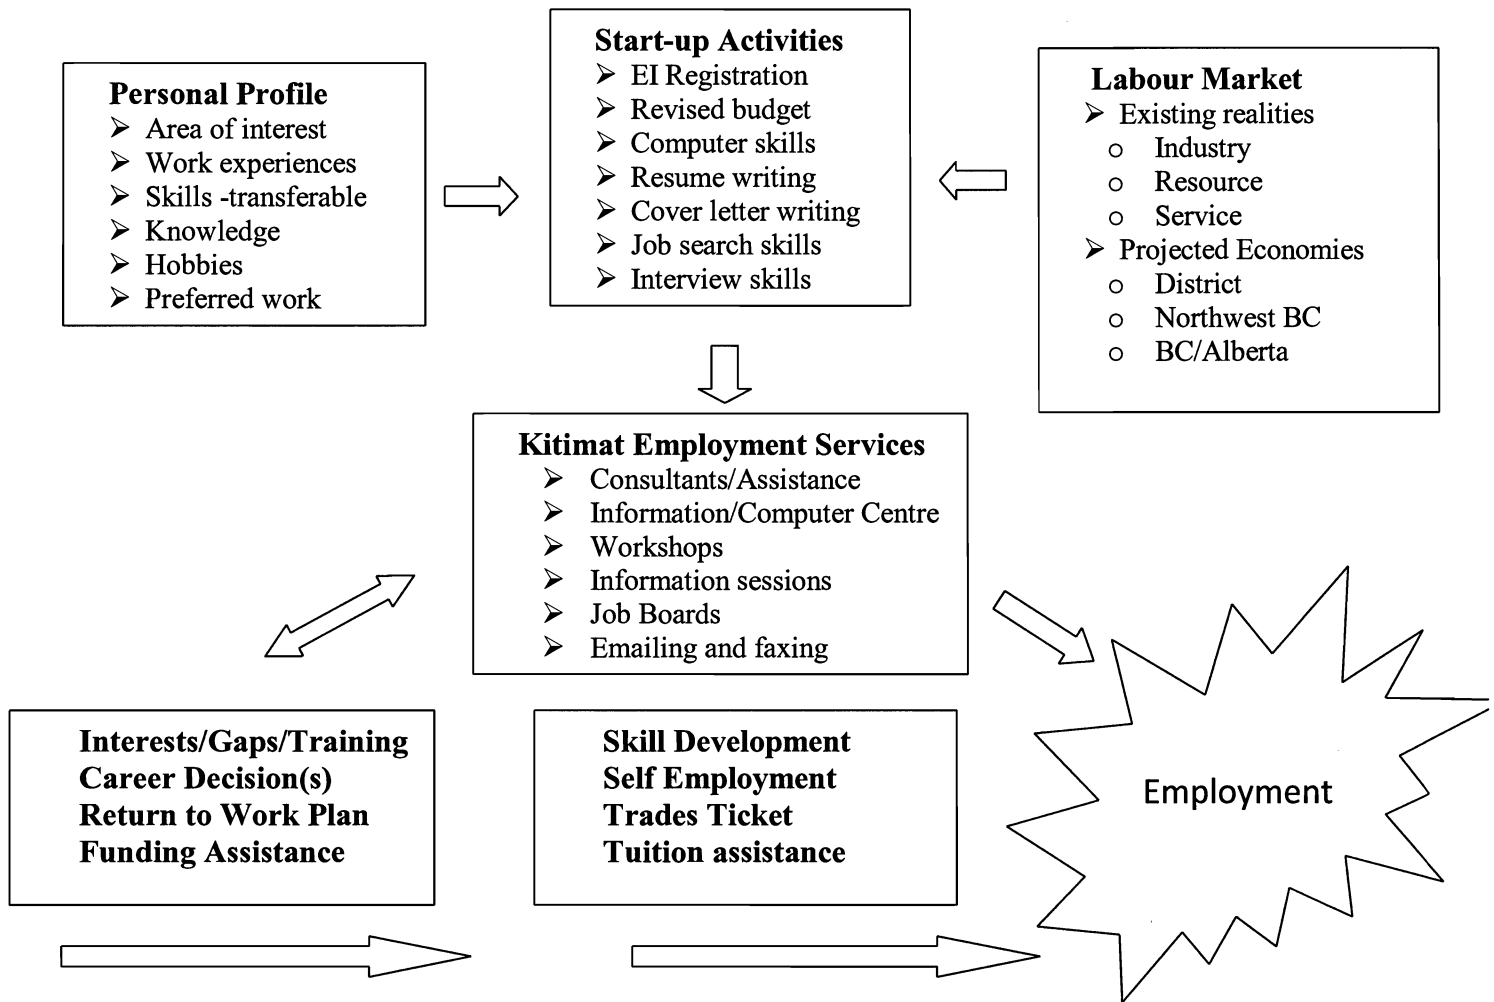 Start-up Activities
➤ EI Registration
➤ Revised budget
➤ Computer skills
➤ Resume writing
➤ Cover letter writing
➤ Job search skills
➤ Interview skills
Personal Profile
➤ Area of interest
➤ Work experiences
➤ Skills -transferable
➤ Knowledge
➤ Hobbies
➤ Preferred work
Labour Market
➤ Existing realities
o Industry
o Resource
o Service
➤ Projected Economies
o District
o Northwest BC
o BC/Alberta
Kitimat Employment Services
➤ Consultants/Assistance
➤ Information/Computer Centre
➤ Workshops
➤ Information sessions
➤ Job Boards
➤ Emailing and faxing
Interests/Gaps/Training
Career Decision(s)
Return to Work Plan
Funding Assistance
Skill Development
Self Employment
Trades Ticket
Tuition assistance
Employment